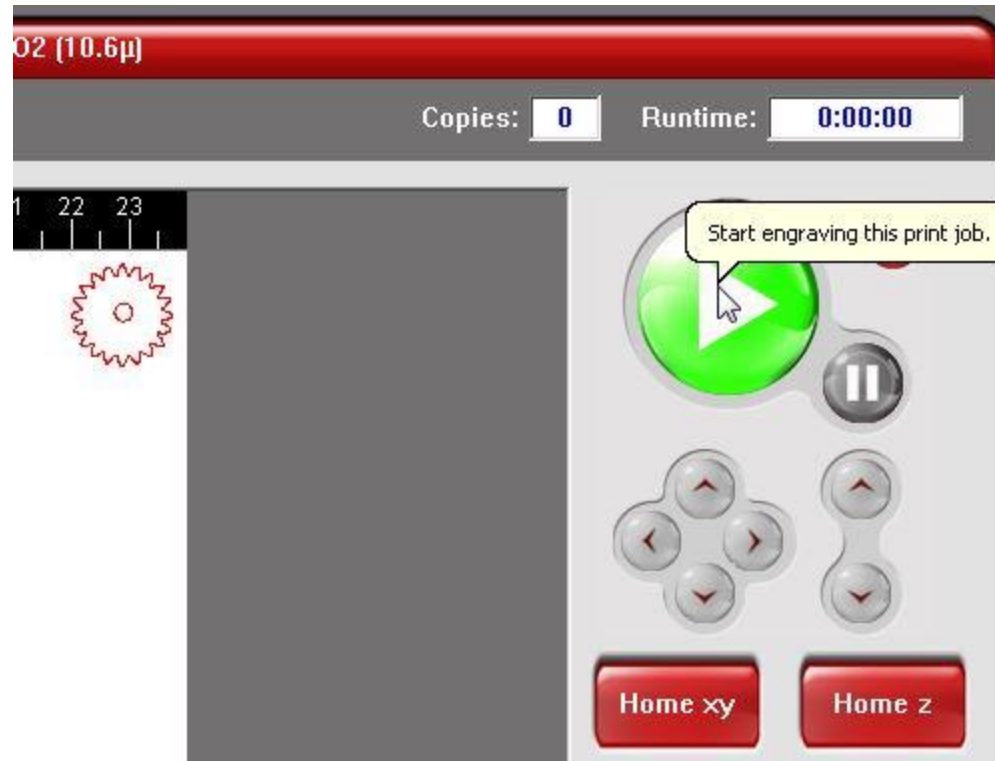 O2 (10.6µ)
Copies: 0 Runtime: 0:00:00
22 23
Start engraving this print job.
Home xy Home z